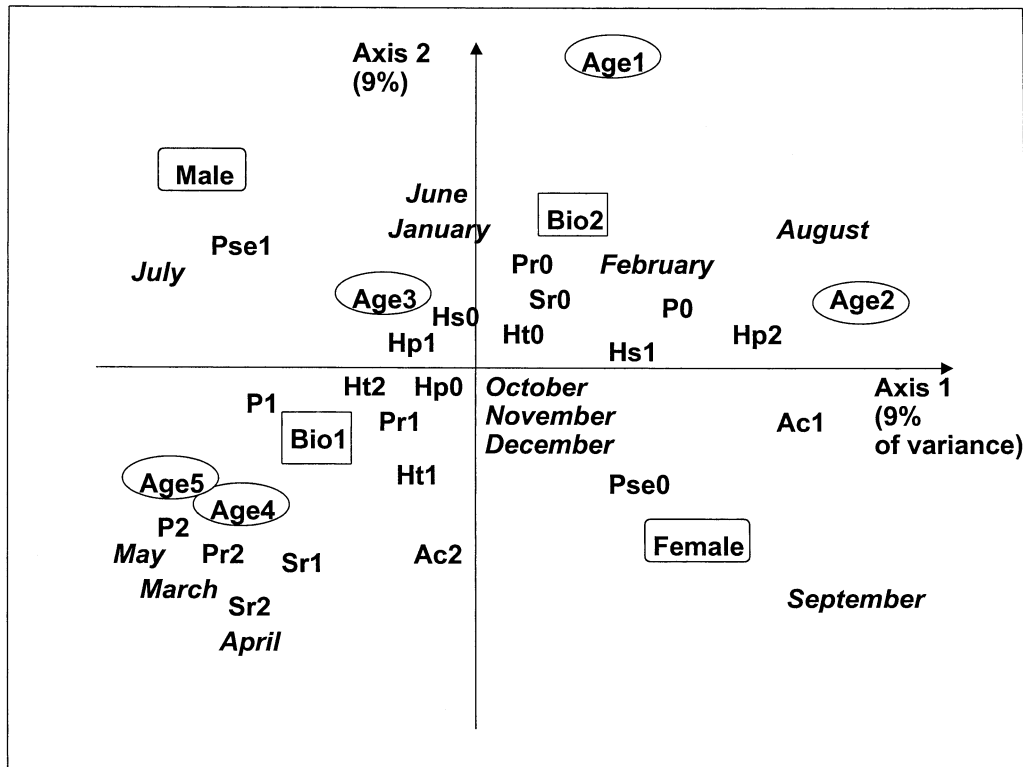 Axis 2
(9%)
Age1
Male
June
January
Bio2
August
Pse1
July
Pr0
February
Age3
Sr0
P0
Age2
Hs0
Hp1
Ht0
Hs1
Hp2
Ht2
Hp0
October
Axis 1
P1
Pr1
November
Ac1
(9%
Bio1
December
of variance)
Age5
Ht1
Pse0
Age4
P2
May
Pr2
Sr1
Ac2
Female
March
Sr2
September
April